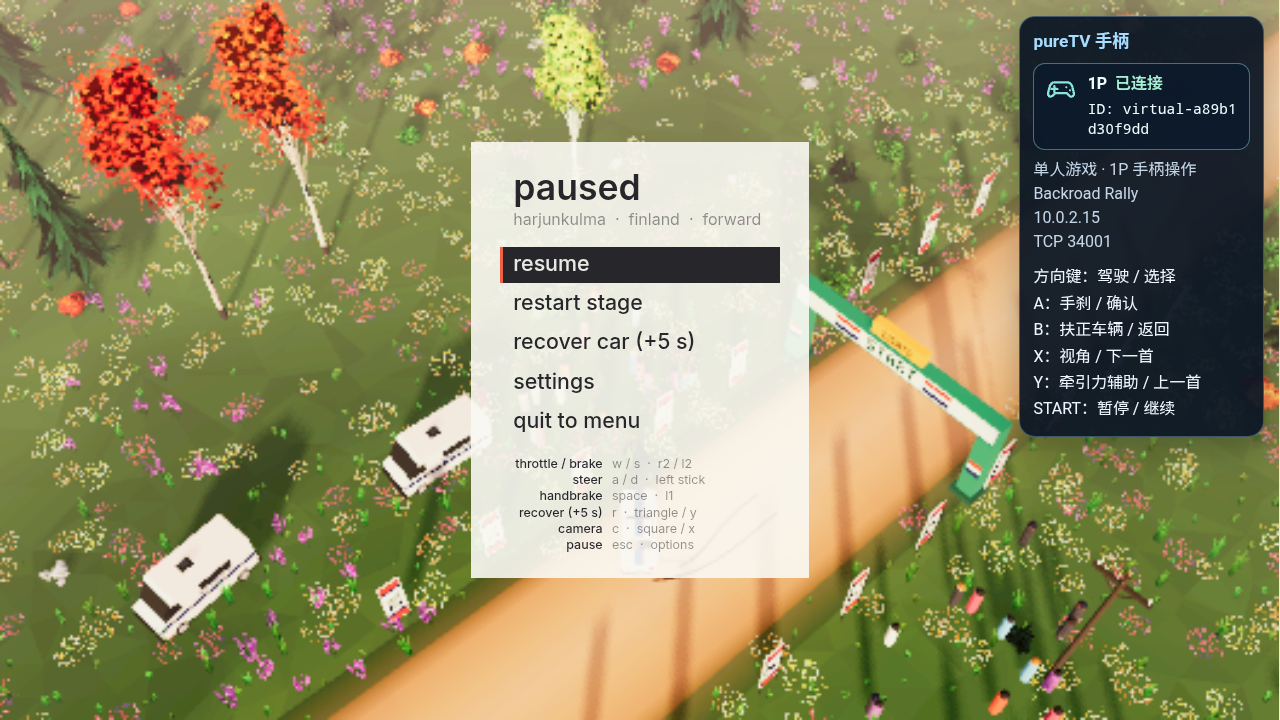 paused
harjunkulma · finland · forward
resume
restart stage
recover car (+5 s)
settings
quit to menu
throttle / brake w / s · r2 / l2
steer a / d · left stick
handbrake space · l1
recover (+5 s) r · triangle / y
camera c · square / x
pause esc · options
START
pureTV 手柄
1P 已连接
ID: virtual-a89b1
d30f9dd
单人游戏 · 1P 手柄操作
Backroad Rally
10.0.2.15
TCP 34001
方向键：驾驶 / 选择
A：手刹 / 确认
B：扶正车辆 / 返回
X：视角 / 下一首
Y：牵引力辅助 / 上一首
START：暂停 / 继续